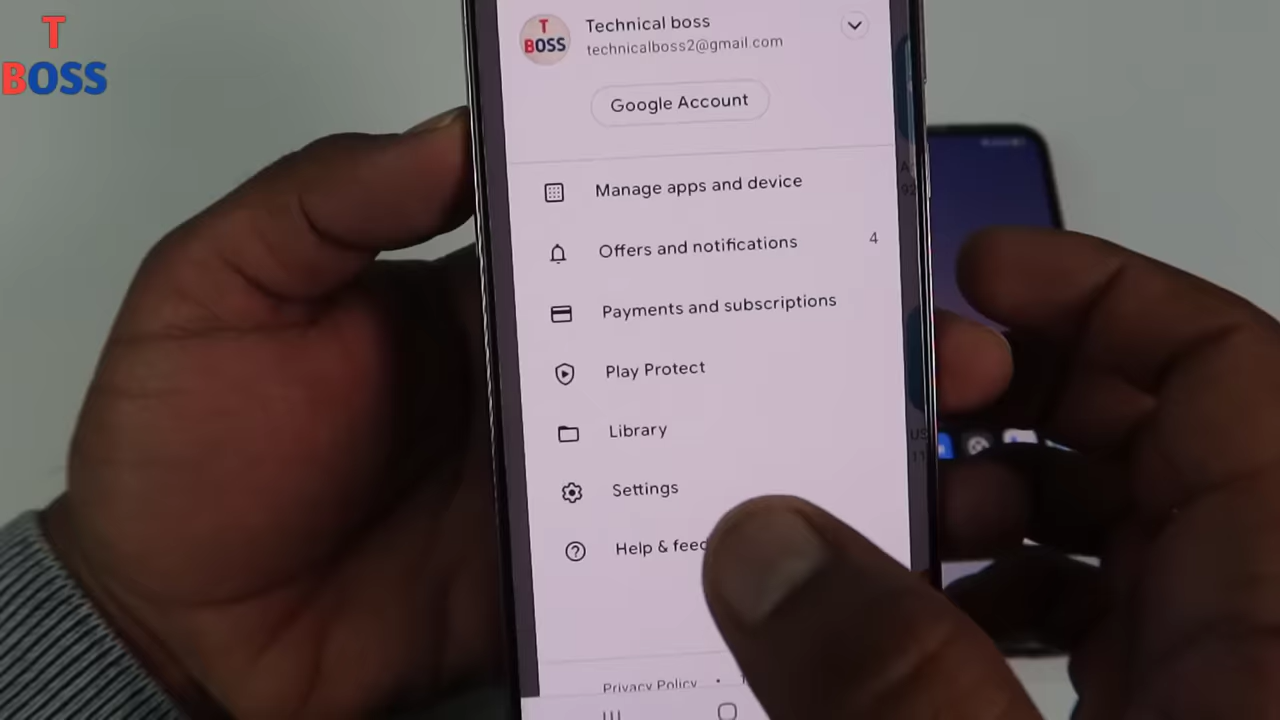 T
BOSS
T
BOSS
Technical boss
technicalboss2@gmail.com
Google Account
Manage apps and device
Offers and notifications 4
Payments and subscriptions
Play Protect
Library
Settings
Help & feed
Privacy Policy •